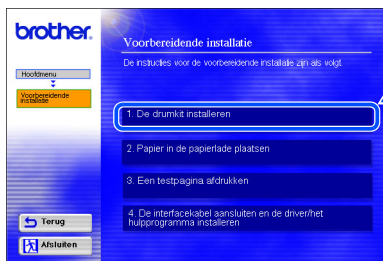 brother.
Voorbereidende installatie
De instructies voor de voorbereidende installatie zijn als volgt.
Hoofdmenu
Voorbereidende
installatie
1. De drumkit installeren
2. Papier in de papierlade plaatsen
3. Een testpagina afdrukken
4. De interfacekabel aansluiten en de driver/het
hulpprogramma installeren
Terug
Afsluiten